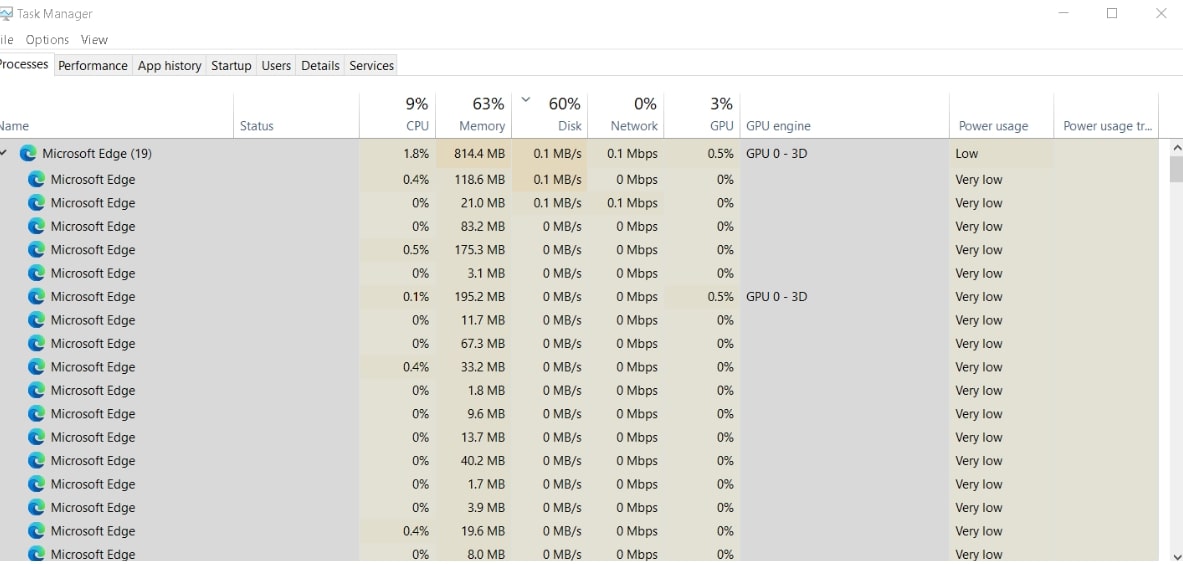 Task Manager
ile Options View
Processes Performance App history Startup Users Details Services
9% 63% 60% 0% 3%
Name Status CPU Memory Disk Network GPU GPU engine Power usage Power usage tr...
Microsoft Edge (19) 1.8% 814.4 MB 0.1 MB/s 0.1 Mbps 0.5% GPU 0 - 3D Low
Microsoft Edge 0.4% 118.6 MB 0.1 MB/s 0 Mbps 0% Very low
Microsoft Edge 0% 21.0 MB 0.1 MB/s 0.1 Mbps 0% Very low
Microsoft Edge 0% 83.2 MB 0 MB/s 0 Mbps 0% Very low
Microsoft Edge 0.5% 175.3 MB 0 MB/s 0 Mbps 0% Very low
Microsoft Edge 0% 3.1 MB 0 MB/s 0 Mbps 0% Very low
Microsoft Edge 0.1% 195.2 MB 0 MB/s 0 Mbps 0.5% GPU 0 - 3D Very low
Microsoft Edge 0% 11.7 MB 0 MB/s 0 Mbps 0% Very low
Microsoft Edge 0% 67.3 MB 0 MB/s 0 Mbps 0% Very low
Microsoft Edge 0.4% 33.2 MB 0 MB/s 0 Mbps 0% Very low
Microsoft Edge 0% 1.8 MB 0 MB/s 0 Mbps 0% Very low
Microsoft Edge 0% 9.6 MB 0 MB/s 0 Mbps 0% Very low
Microsoft Edge 0% 13.7 MB 0 MB/s 0 Mbps 0% Very low
Microsoft Edge 0% 40.2 MB 0 MB/s 0 Mbps 0% Very low
Microsoft Edge 0% 1.7 MB 0 MB/s 0 Mbps 0% Very low
Microsoft Edge 0% 3.9 MB 0 MB/s 0 Mbps 0% Very low
Microsoft Edge 0.4% 19.6 MB 0 MB/s 0 Mbps 0% Very low
Microsoft Edge 0% 8.0 MB 0 MB/s 0 Mbps 0% Very low